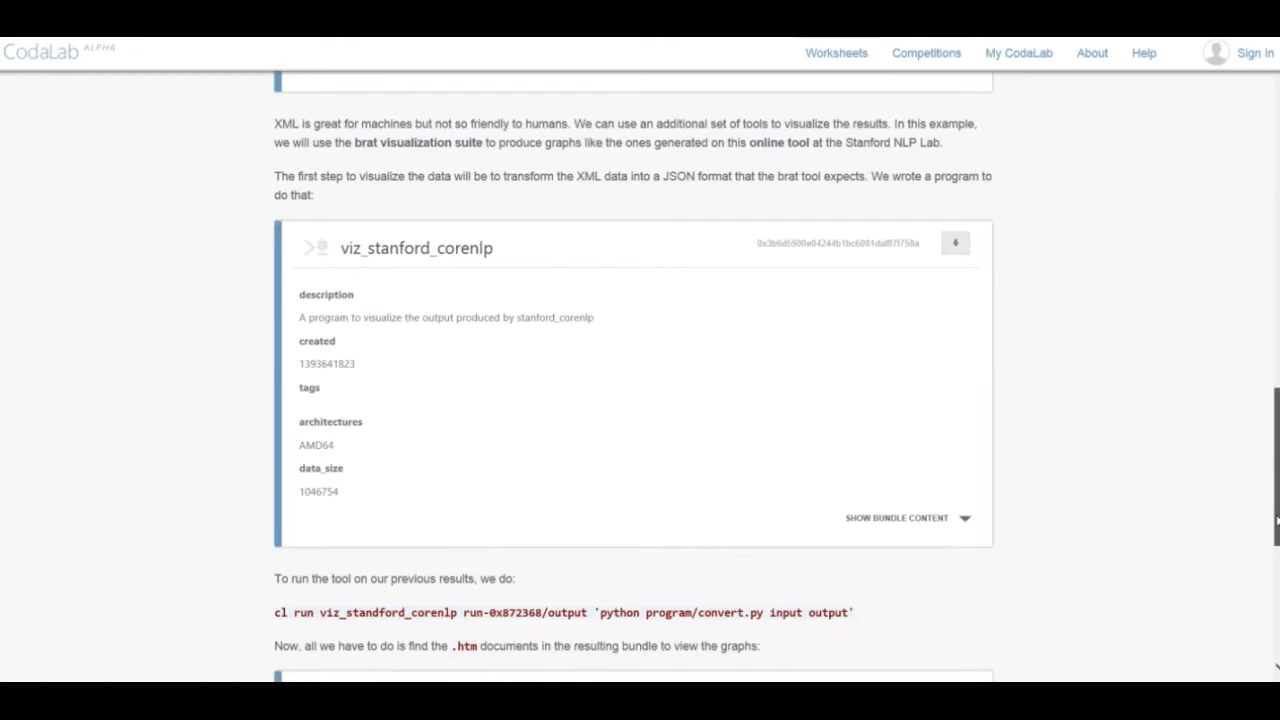 CodaLab ALPHA
Worksheets Competitions My CodaLab About Help Sign In
XML is great for machines but not so friendly to humans. We can use an additional set of tools to visualize the results. In this example,
we will use the brat visualization suite to produce graphs like the ones generated on this online tool at the Stanford NLP Lab.
The first step to visualize the data will be to transform the XML data into a JSON format that the brat tool expects. We wrote a program to
do that:
viz_stanford_corenlp
description
A program to visualize the output produced by stanford_corenlp
created
1393641823
tags
architectures
AMD64
data_size
1046754
SHOW BUNDLE CONTENT
To run the tool on our previous results, we do:
cl run viz_standford_corenlp run-0x872368/output 'python program/convert.py input output'
Now, all we have to do is find the .htm documents in the resulting bundle to view the graphs: